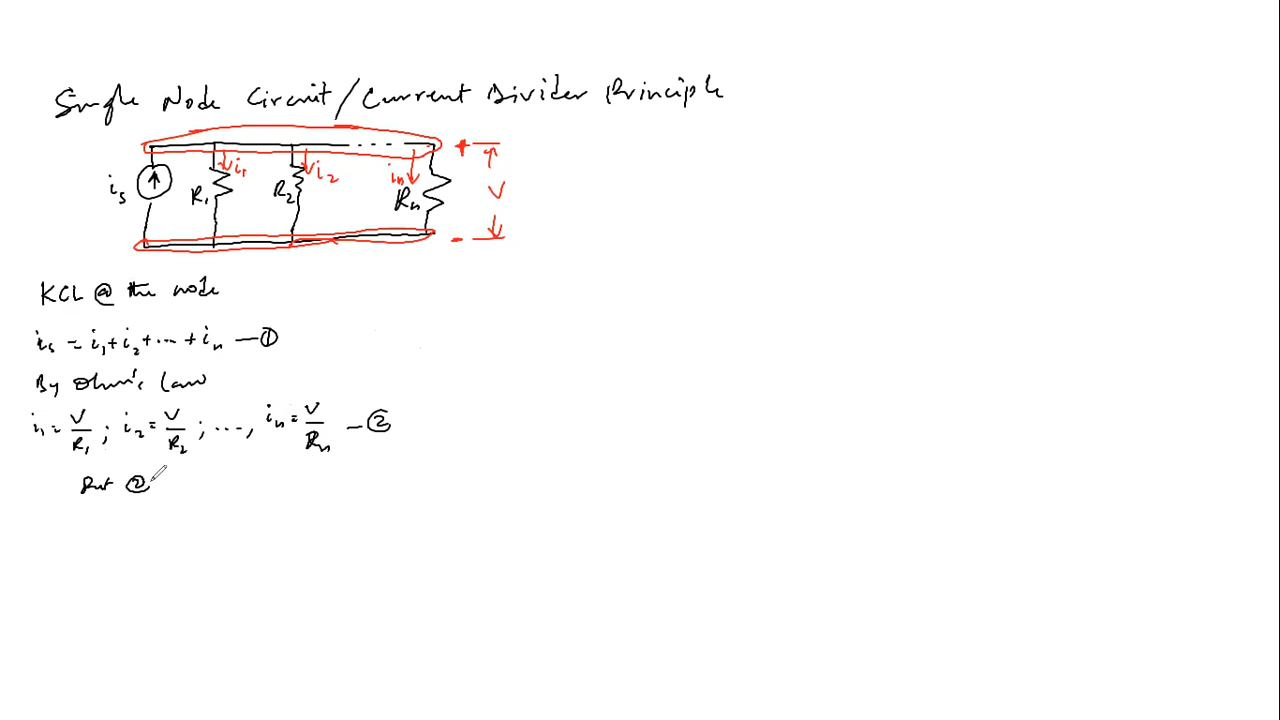 Single Node Circuit/Current Divider Principle
is R1 i1 R2 i2 in Rn + V -
KCL @ the node
is = i1 + i2 + ... + in — ①
By Ohm's law
i1 = V/R1 ; i2 = V/R2 ; ..., in = V/Rn — ②
Put ②